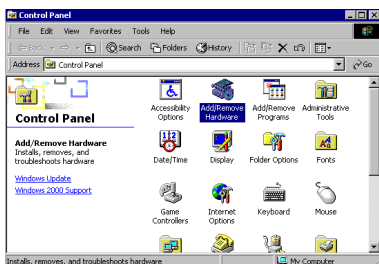 Control Panel
File Edit View Favorites Tools Help
Back Search Folders History
Address Control Panel Go
Control Panel
Add/Remove Hardware
Installs, removes, and
troubleshoots hardware
Windows Update
Windows 2000 Support
Accessibility Options
Add/Remove Hardware
Add/Remove Programs
Administrative Tools
Date/Time
Display
Folder Options
Fonts
Game Controllers
Internet Options
Keyboard
Mouse
Installs, removes, and troubleshoots hardware
My Computer